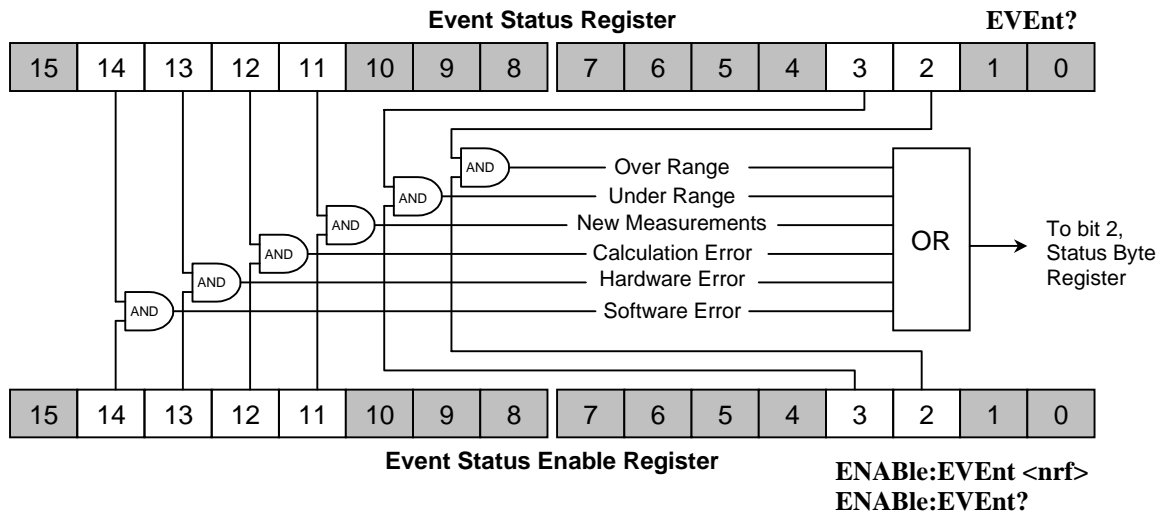 Event Status Register EVEnt?
15 14 13 12 11 10 9 8 7 6 5 4 3 2 1 0
AND Over Range
AND Under Range
AND New Measurements
AND Calculation Error
AND Hardware Error
AND Software Error
OR
To bit 2,
Status Byte
Register
15 14 13 12 11 10 9 8 7 6 5 4 3 2 1 0
Event Status Enable Register
ENABle:EVEnt <nrf>
ENABle:EVEnt?